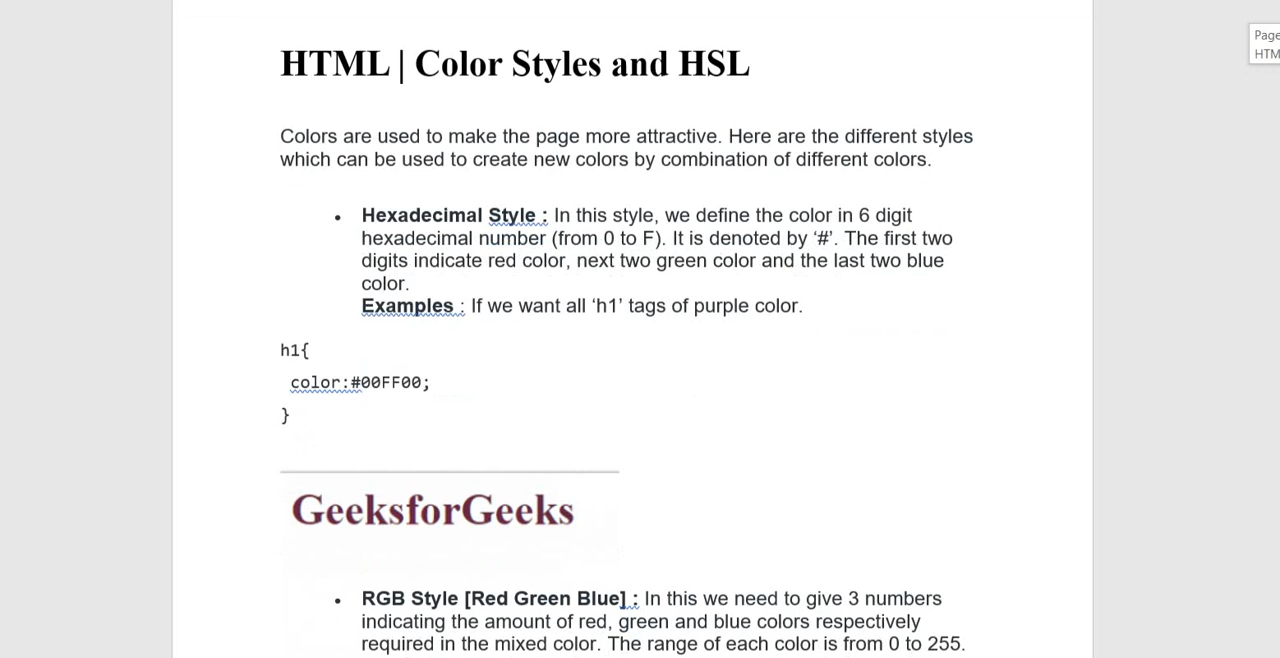 Page
HTM
HTML | Color Styles and HSL
Colors are used to make the page more attractive. Here are the different styles
which can be used to create new colors by combination of different colors.
• Hexadecimal Style : In this style, we define the color in 6 digit
hexadecimal number (from 0 to F). It is denoted by ‘#’. The first two
digits indicate red color, next two green color and the last two blue
color.
Examples : If we want all ‘h1’ tags of purple color.
h1{
color:#00FF00;
}
GeeksforGeeks
• RGB Style [Red Green Blue] : In this we need to give 3 numbers
indicating the amount of red, green and blue colors respectively
required in the mixed color. The range of each color is from 0 to 255.